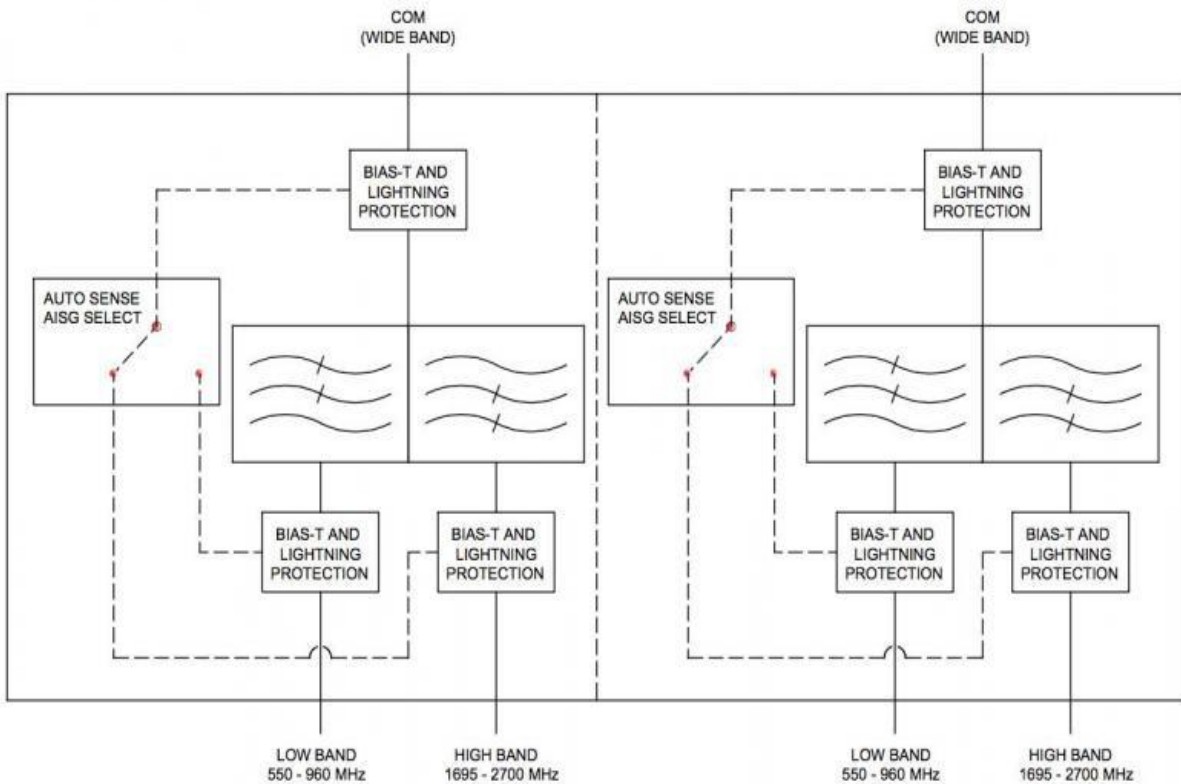 COM
(WIDE BAND)
COM
(WIDE BAND)
BIAS-T AND
LIGHTNING
PROTECTION
BIAS-T AND
LIGHTNING
PROTECTION
AUTO SENSE
AISG SELECT
AUTO SENSE
AISG SELECT
BIAS-T AND
LIGHTNING
PROTECTION
BIAS-T AND
LIGHTNING
PROTECTION
BIAS-T AND
LIGHTNING
PROTECTION
BIAS-T AND
LIGHTNING
PROTECTION
LOW BAND
550 - 960 MHz
HIGH BAND
1695 - 2700 MHz
LOW BAND
550 - 960 MHz
HIGH BAND
1695 - 2700 MHz